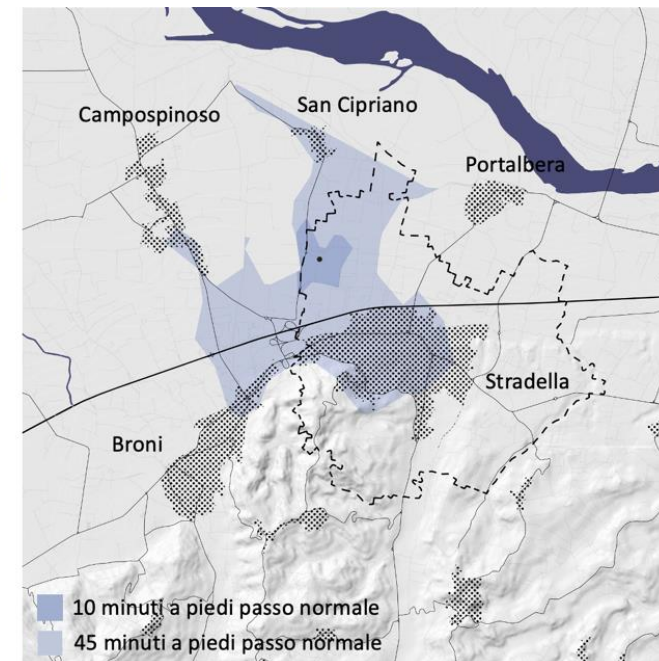 San Cipriano
Campospinoso
Portalbera
Stradella
Broni
10 minuti a piedi passo normale
45 minuti a piedi passo normale